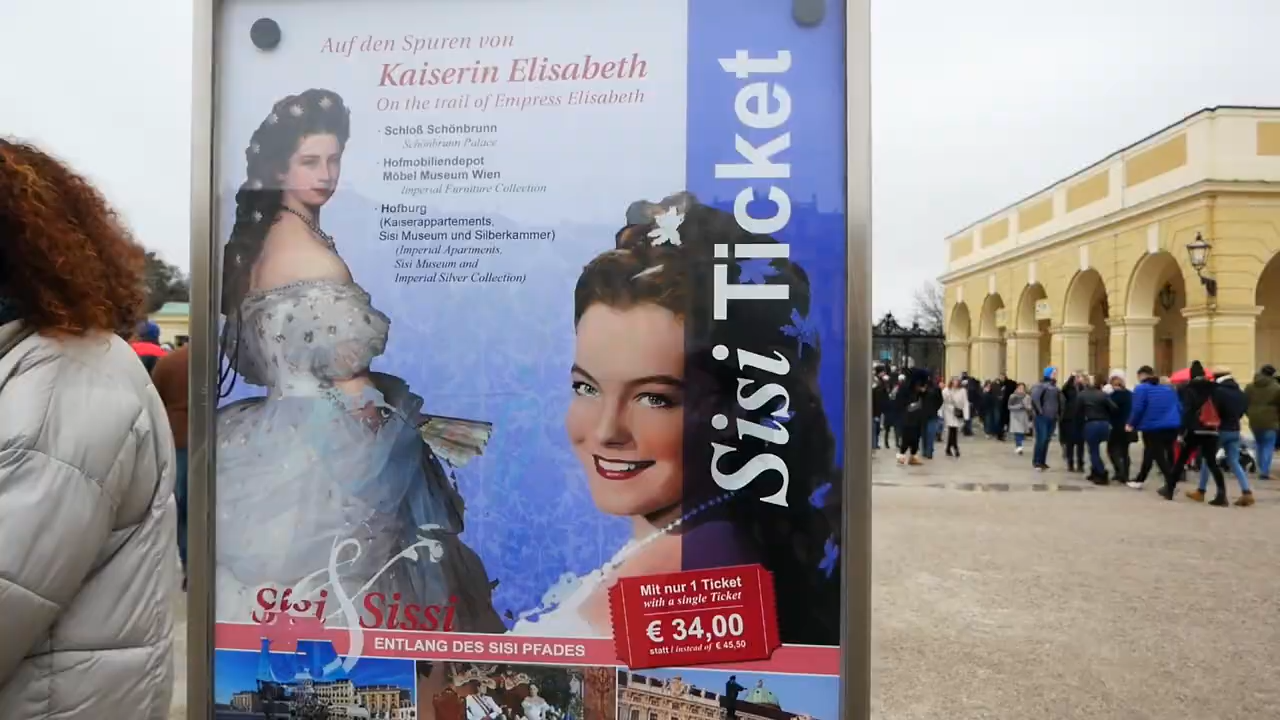 Auf den Spuren von
Kaiserin Elisabeth
On the trail of Empress Elisabeth
· Schloß Schönbrunn
Schönbrunn Palace
· Hofmobiliendepot
Möbel Museum Wien
Imperial Furniture Collection
· Hofburg
(Kaiserappartements,
Sisi Museum und Silberkammer)
(Imperial Apartments,
Sisi Museum and
Imperial Silver Collection)
Sisi Ticket
Mit nur 1 Ticket
with a single Ticket
€ 34,00
statt / instead of € 45,50
Sisi & Sissi
ENTLANG DES SISI PFADES